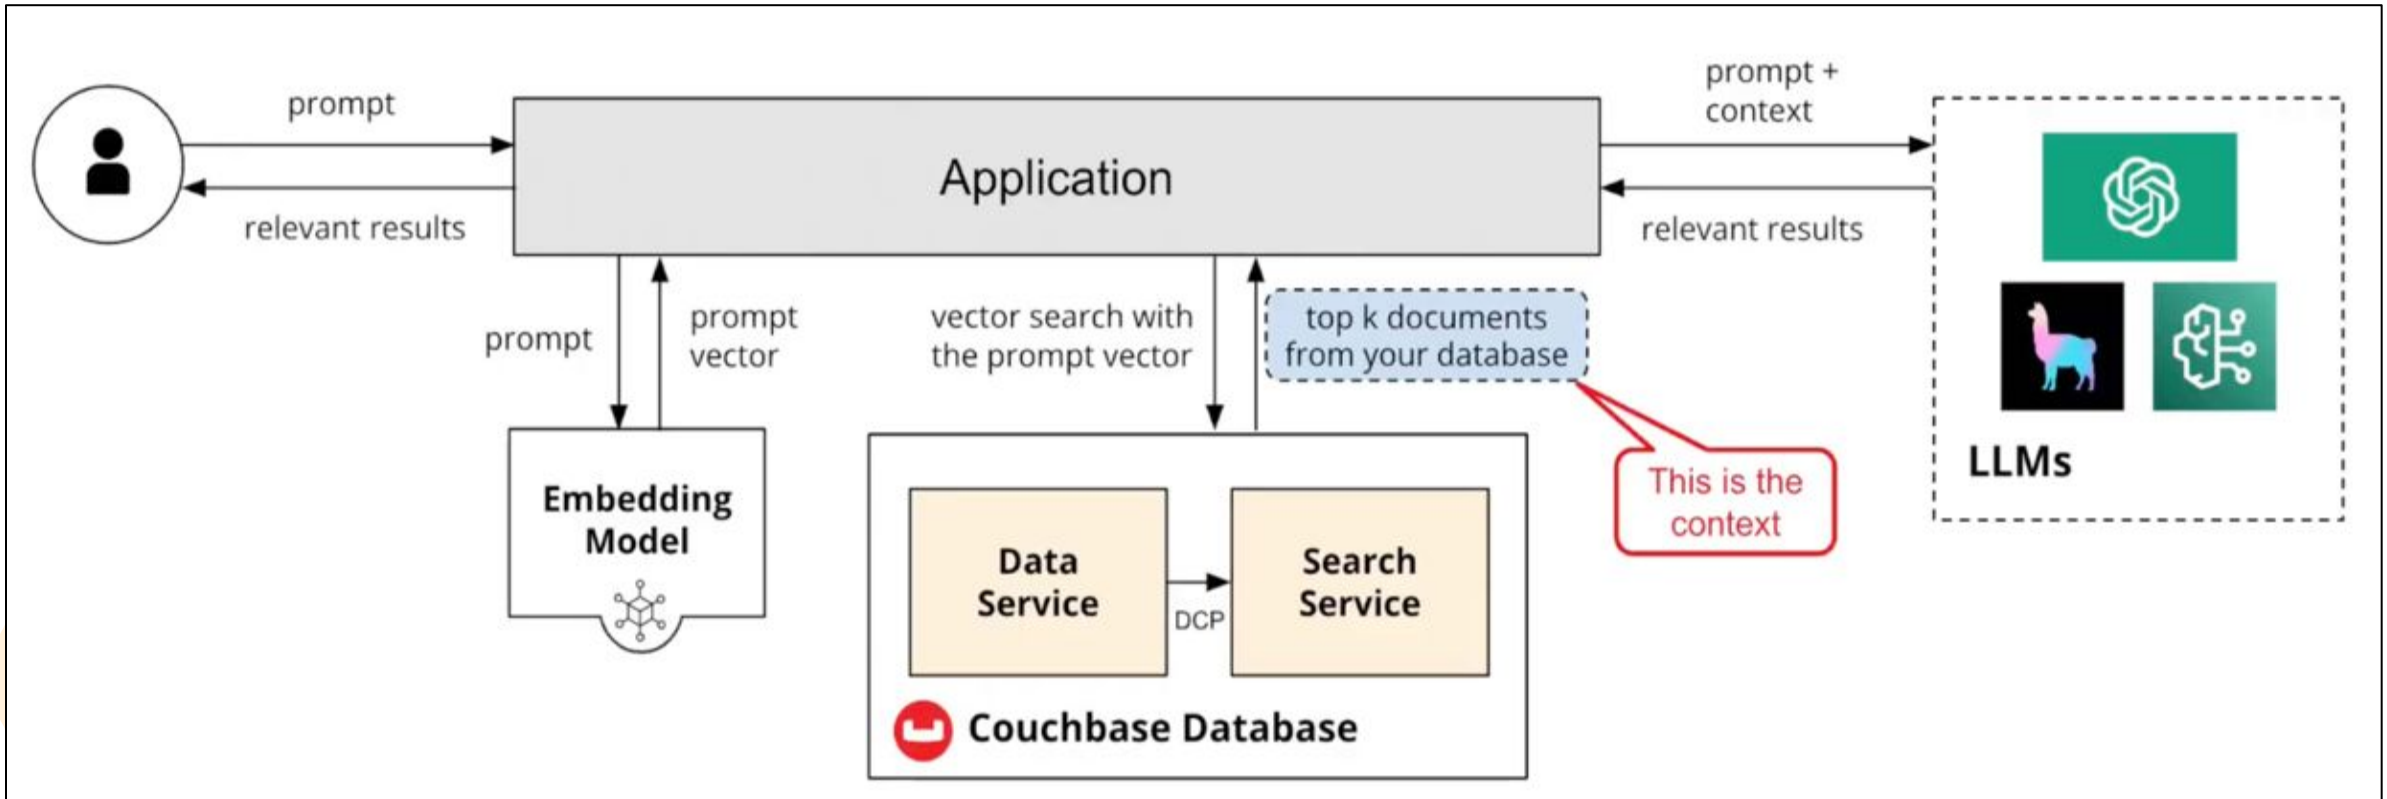 prompt
relevant results
Application
prompt +
context
relevant results
prompt
prompt
vector
vector search with
the prompt vector
top k documents
from your database
This is the
context
LLMs
Embedding
Model
Data
Service
DCP
Search
Service
Couchbase Database